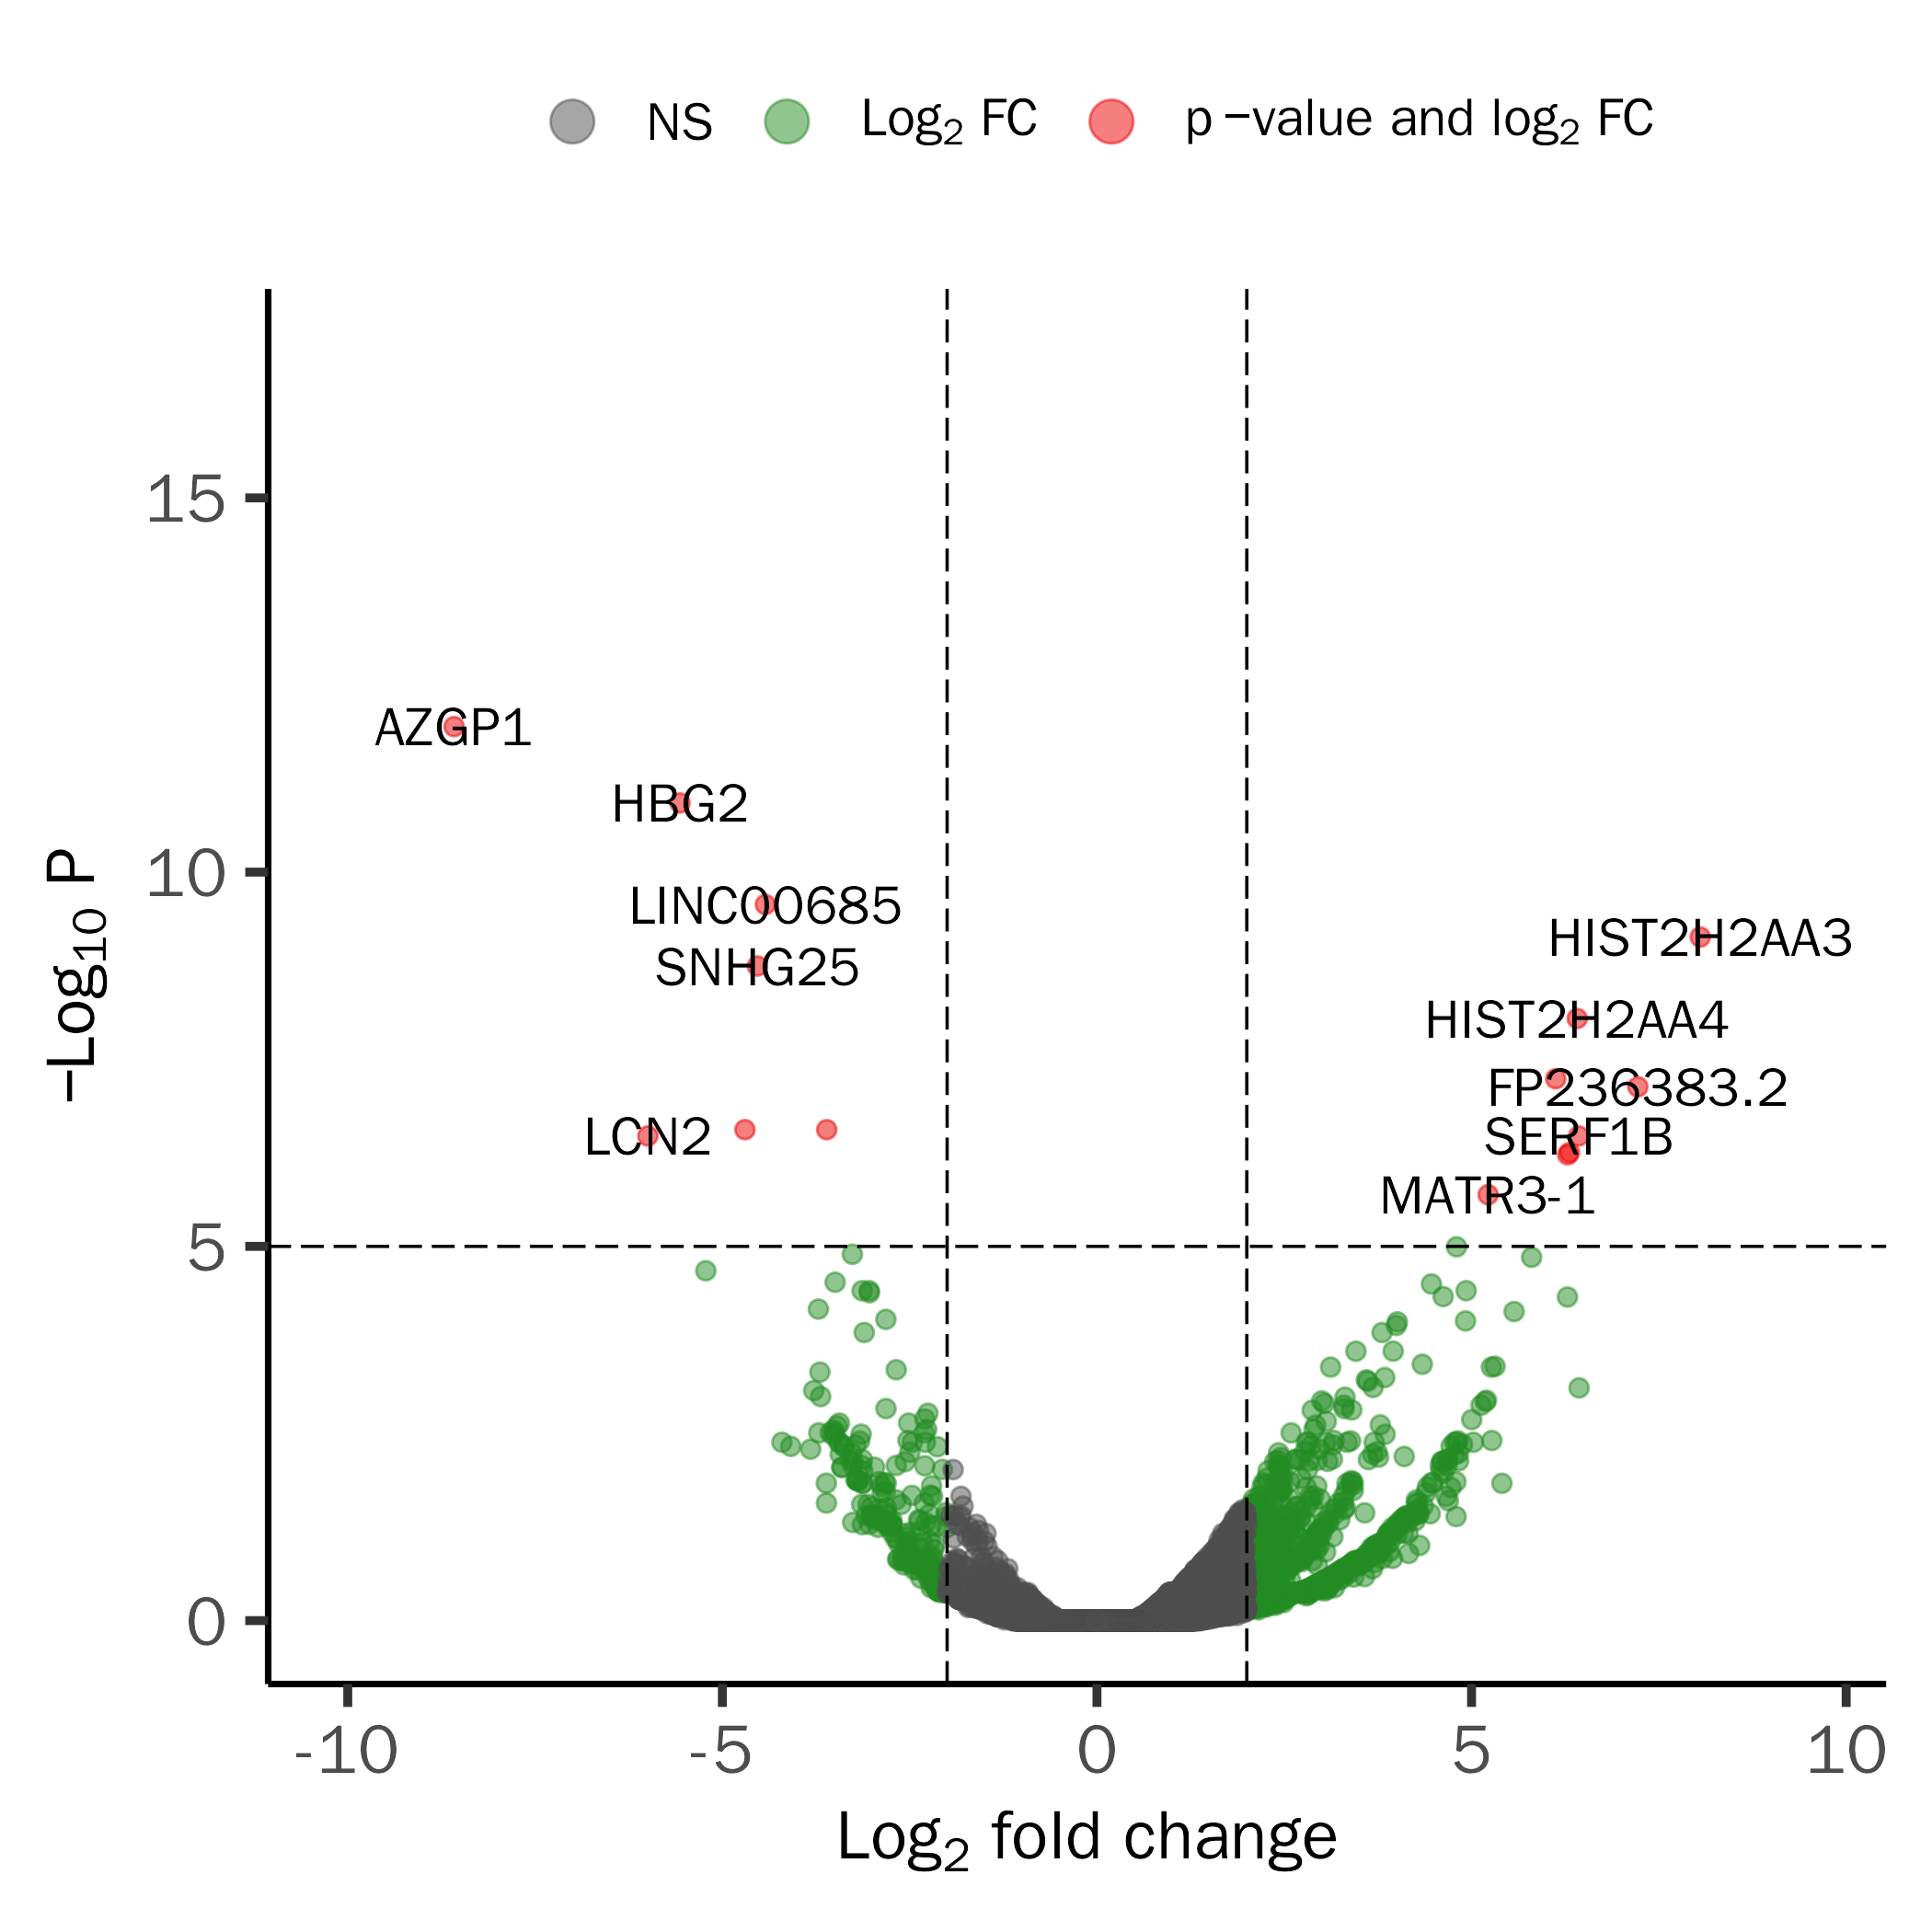 NS Log2 FC p −value and log2 FC
15
AZGP1
HBG2
10
LINC00685
HIST2H2AA3
SNHG25
HIST2H2AA4
FP236383.2
LCN2
SERF1B
MATR3-1
5
0
−Log10 P
-10 -5 0 5 10
Log2 fold change